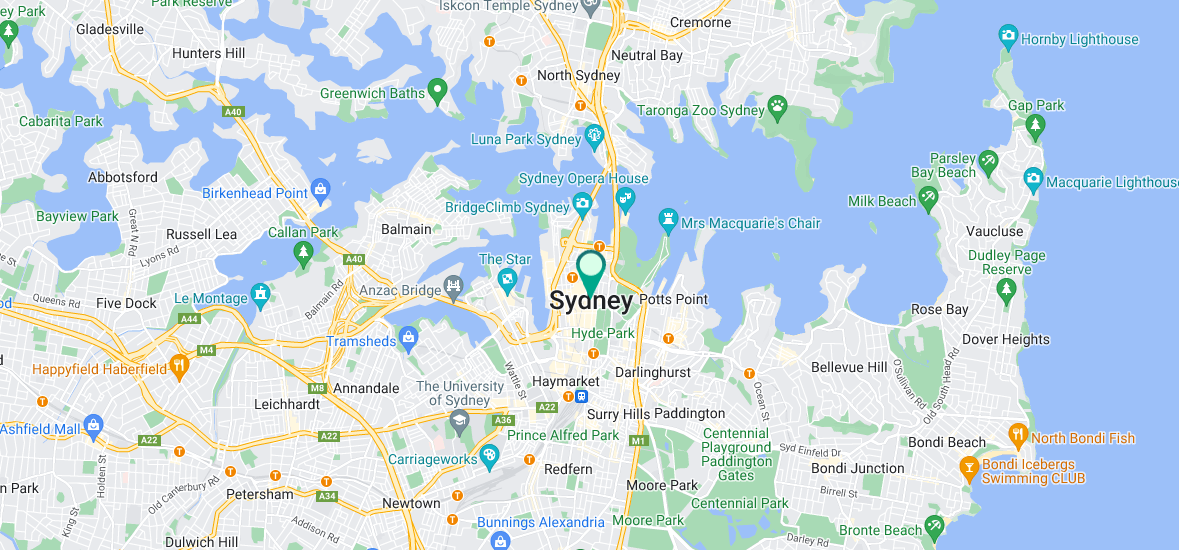 Iskcon Temple Sydney
Reserve
Park Reserve
ey Park
Gladesville
Cremorne
Hunters Hill
Neutral Bay
Hornby Lighthouse
North Sydney
Greenwich Baths
Taronga Zoo Sydney
Gap Park
A40
Cabarita Park
Luna Park Sydney
Parsley
Bay Beach
Abbotsford
Sydney Opera House
Macquarie Lighthouse
Birkenhead Point
BridgeClimb Sydney
Milk Beach
Bayview Park
Great N Rd
Mrs Macquarie's Chair
Russell Lea
Callan Park
Balmain
Vaucluse
Lyons Rd
A40
The Star
Dudley Page
Reserve
Anzac Bridge
Queens Rd
Five Dock
Le Montage
Balmain Rd
Sydney
Potts Point
Rose Bay
A44
Hyde Park
Tramsheds
Dover Heights
M4
Happyfield Haberfield
Wattle St
Bellevue Hill
O'Sullivan Rd
Old South Head Rd
M8
Annandale
The University
of Sydney
Haymarket
Darlinghurst
Ocean St
Leichhardt
A22
Surry Hills
Paddington
A36
Ashfield Mall
A22
A22
Prince Alfred Park
M1
Centennial
Playground
Paddington
Gates
Bondi Beach
North Bondi Fish
Syd Einfeld Dr
Carriageworks
Redfern
Bondi Junction
Bondi Icebergs
Swimming CLUB
n Park
Holden St
Old Canterbury Rd
Petersham
A34
Moore Park
Birrell St
Newtown
Centennial Park
King St
Addison Rd
Bunnings Alexandria
Moore Park
Bronte Beach
Dulwich Hill
Darley Rd